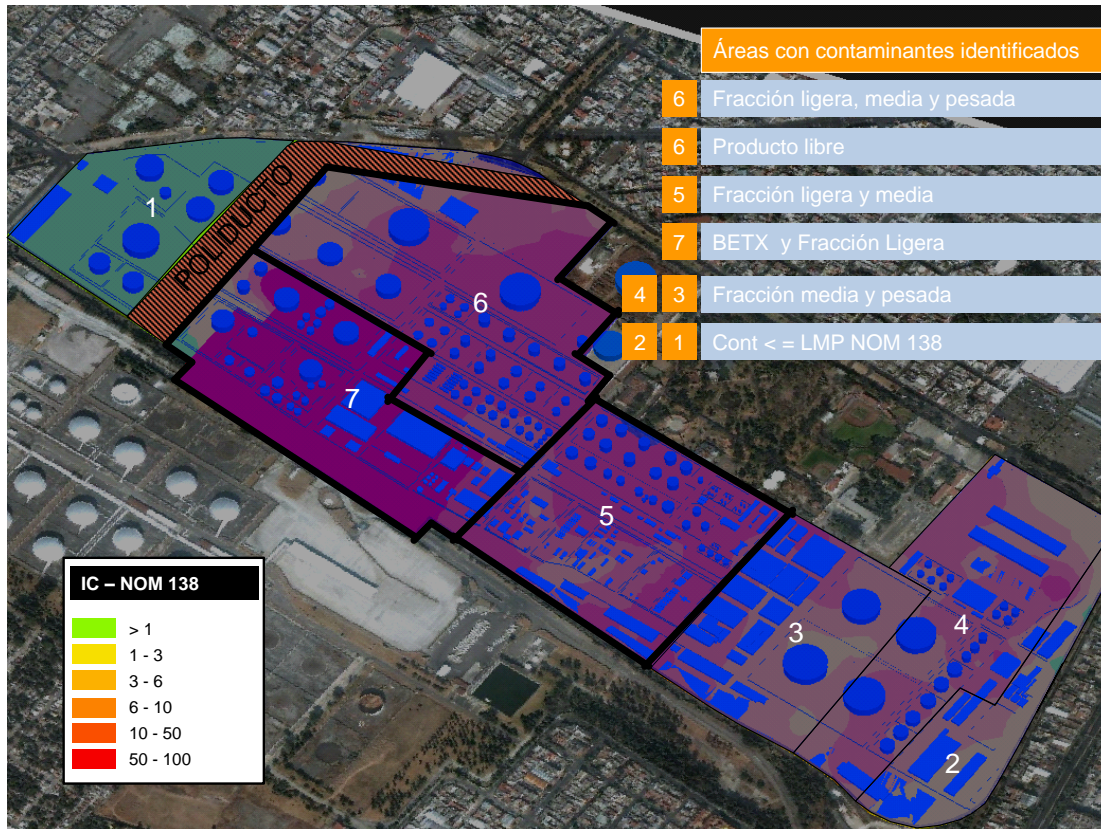 Áreas con contaminantes identificados
6 Fracción ligera, media y pesada
6 Producto libre
5 Fracción ligera y media
7 BETX y Fracción Ligera
4 3 Fracción media y pesada
2 1 Cont < = LMP NOM 138
1
POLIDUCTO
6
7
5
3
4
2
IC – NOM 138
> 1
1 - 3
3 - 6
6 - 10
10 - 50
50 - 100